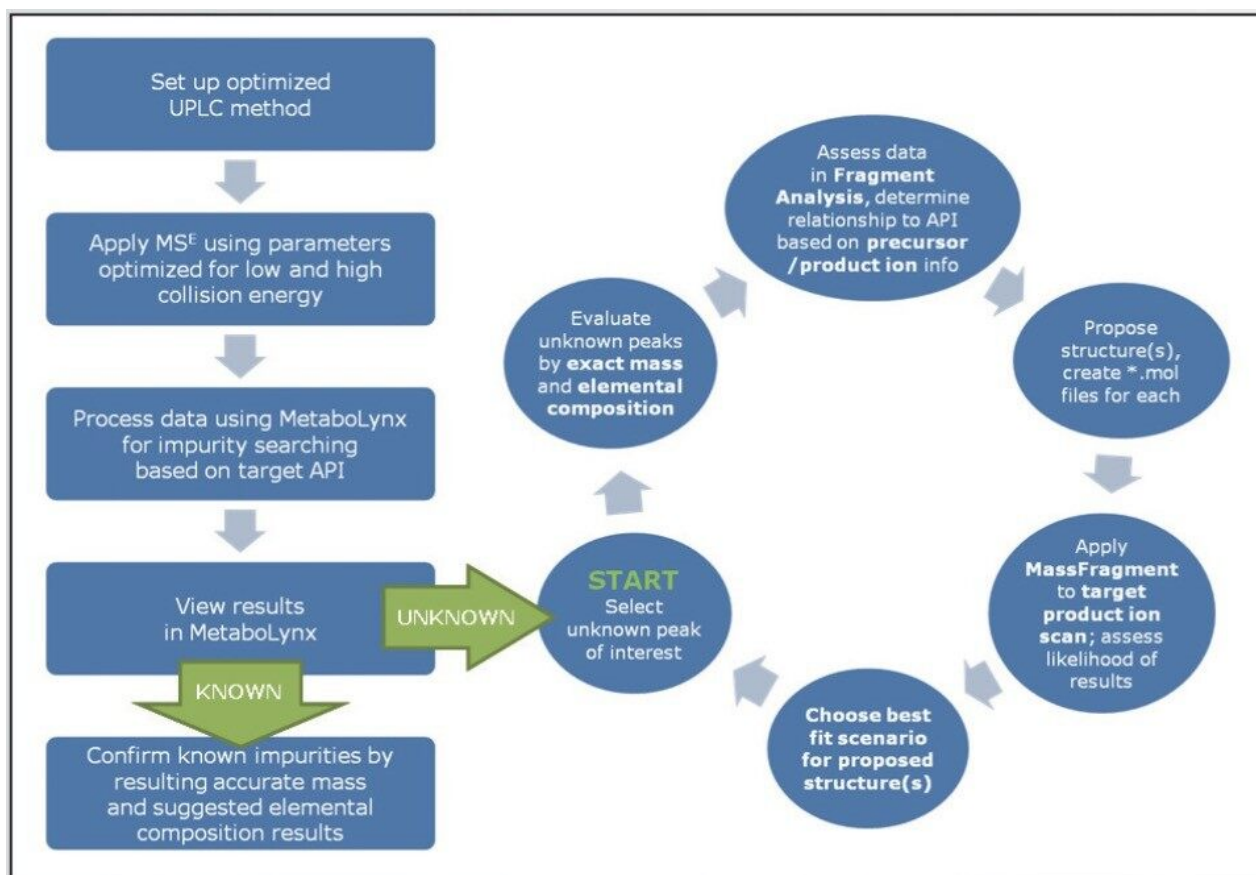 Set up optimized
UPLC method
Apply MSᴱ using parameters
optimized for low and high
collision energy
Process data using MetaboLynx
for impurity searching
based on target API
View results
in MetaboLynx
UNKNOWN
KNOWN
Confirm known impurities by
resulting accurate mass
and suggested elemental
composition results
START
Select
unknown peak
of interest
Evaluate
unknown peaks
by exact mass
and elemental
composition
Assess data
in Fragment
Analysis, determine
relationship to API
based on precursor
/product ion info
Propose
structure(s),
create *.mol
files for each
Apply
MassFragment
to target
product ion
scan; assess
likelihood of
results
Choose best
fit scenario
for proposed
structure(s)